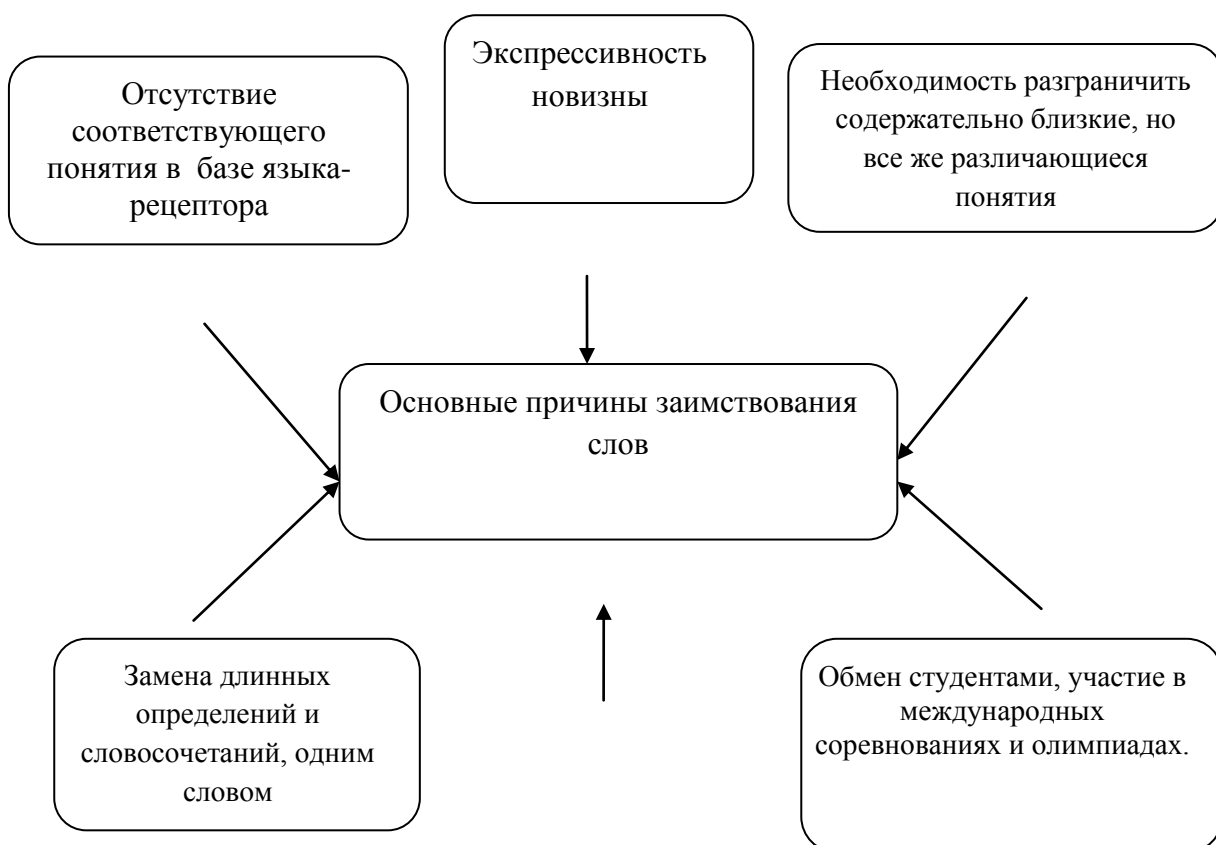 Отсутствие
соответствующего
понятия в базе языка-
рецептора
Экспрессивность
новизны
Необходимость разграничить
содержательно близкие, но
все же различающиеся
понятия
Основные причины заимствования
слов
Замена длинных
определений и
словосочетаний, одним
словом
Обмен студентами, участие в
международных
соревнованиях и олимпиадах.